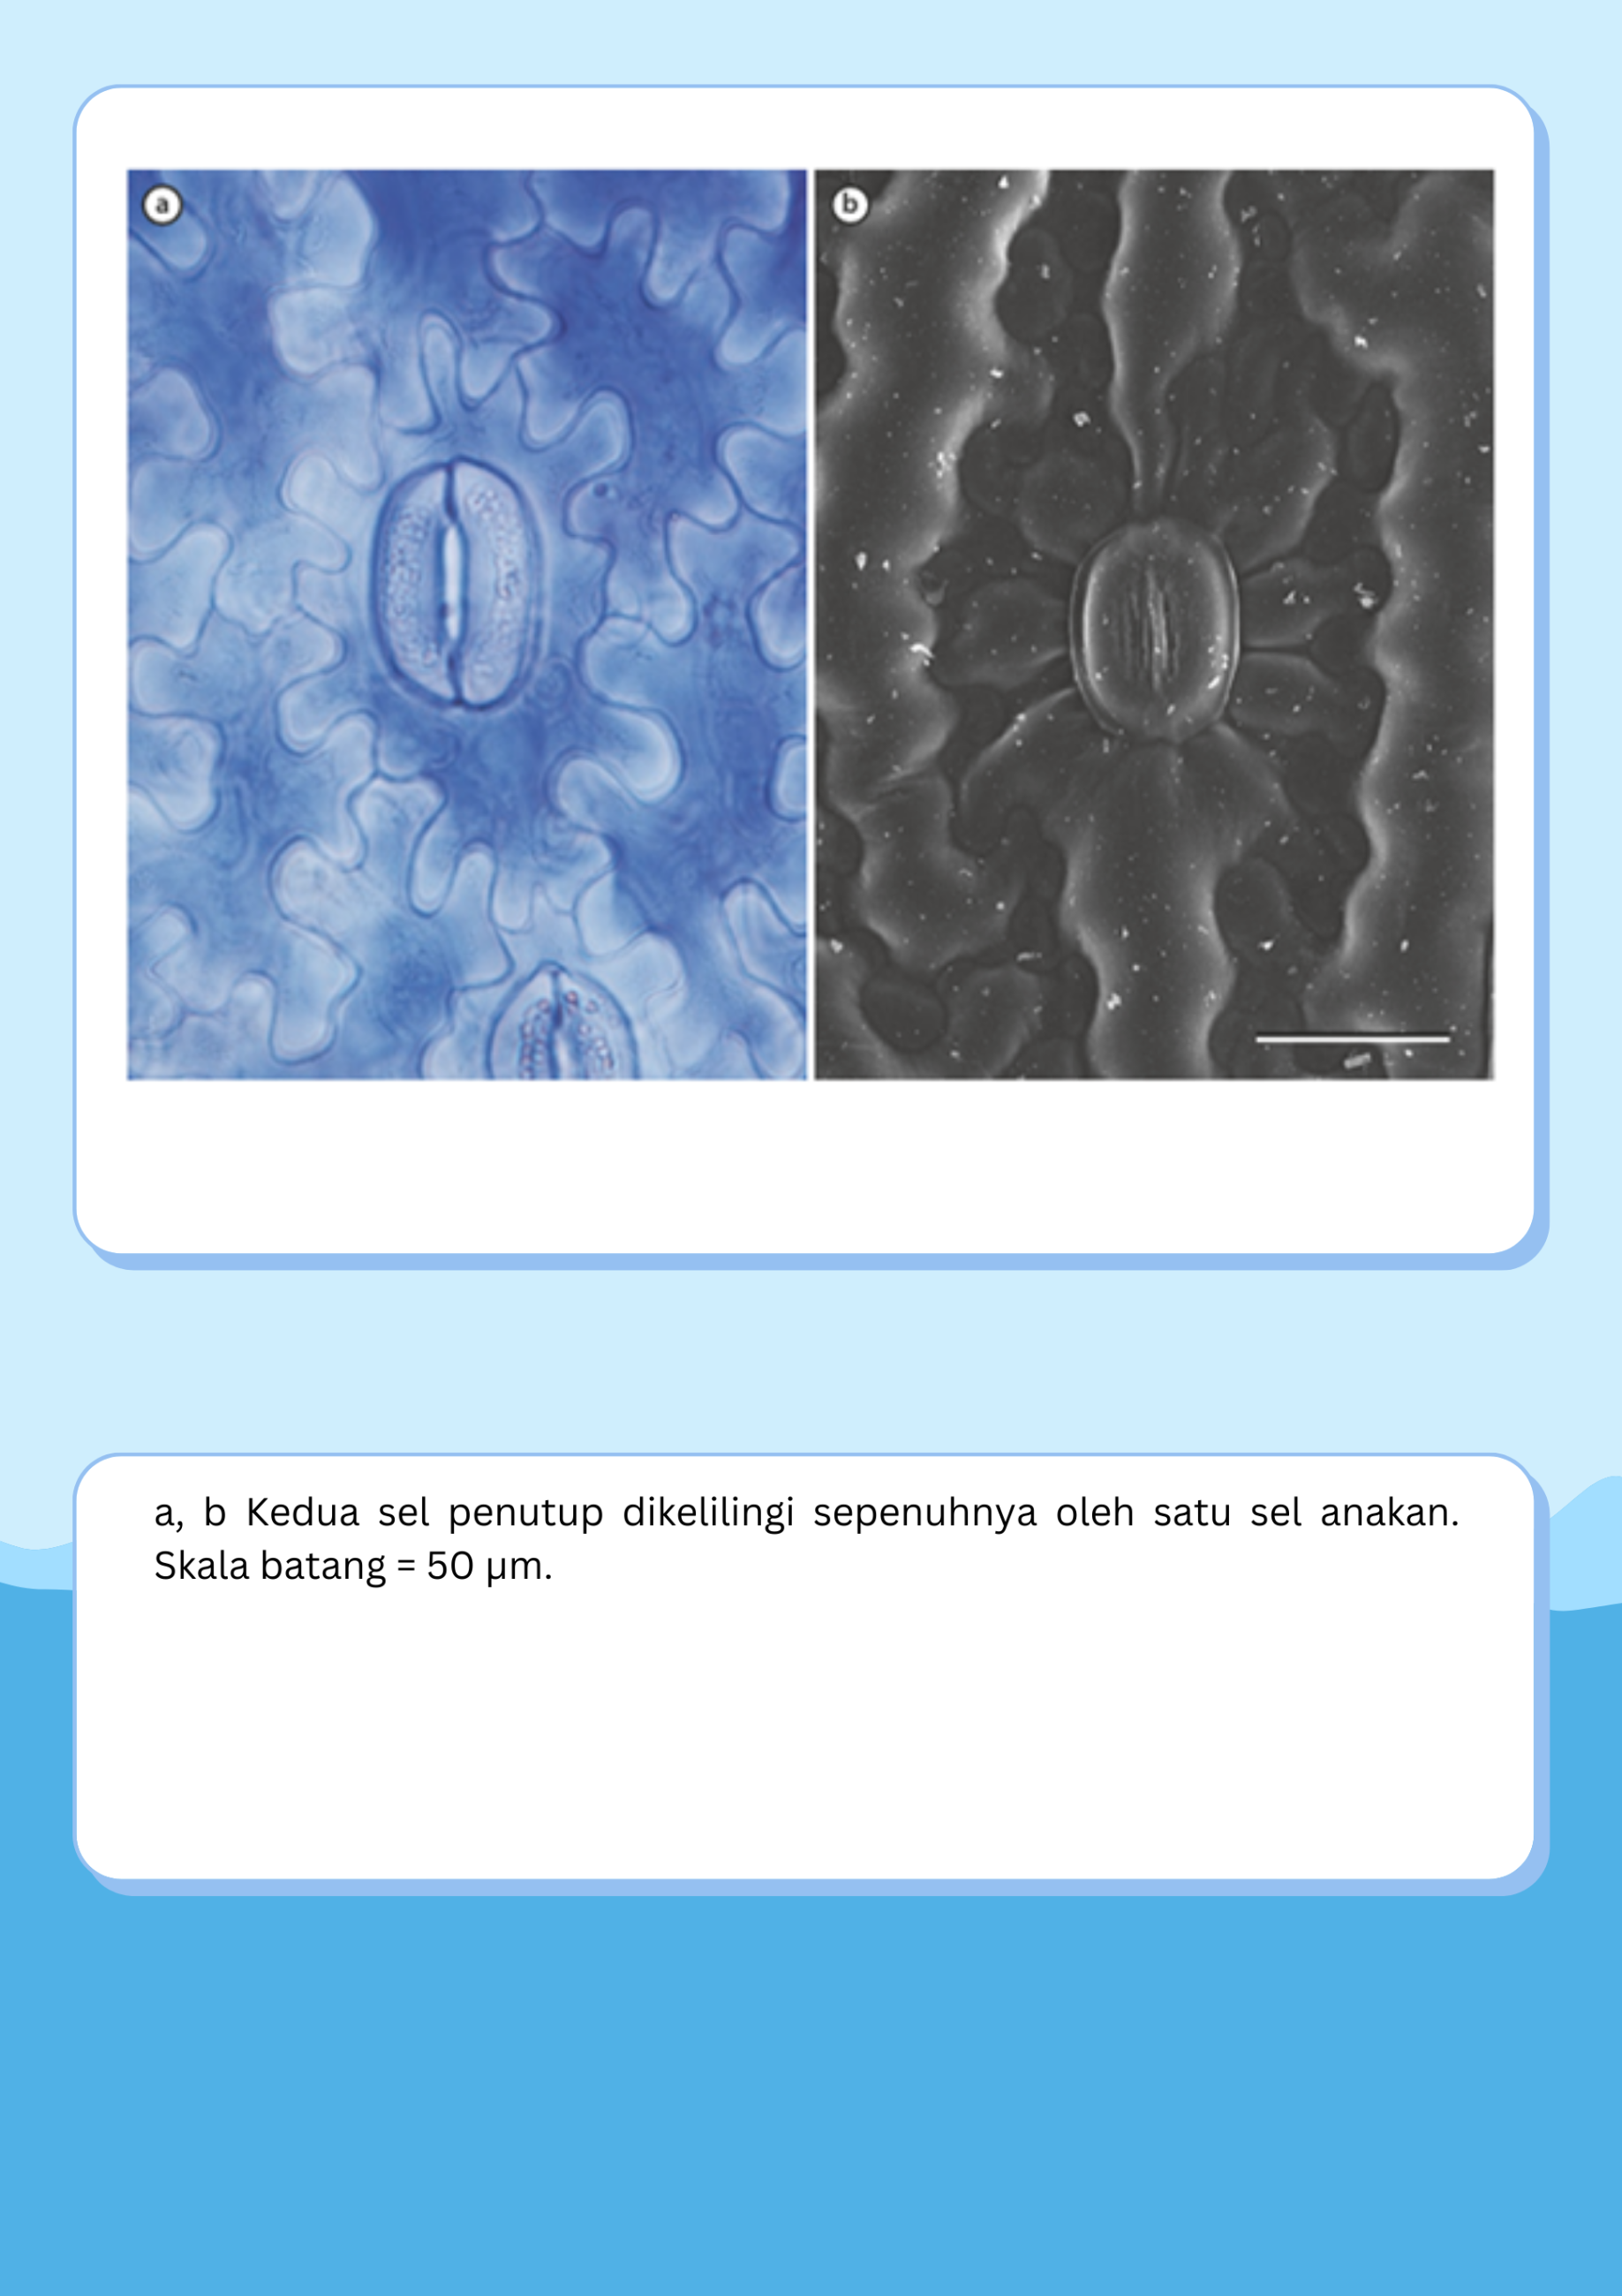 a
b
a, b Kedua sel penutup dikelilingi sepenuhnya oleh satu sel anakan.
Skala batang = 50 µm.